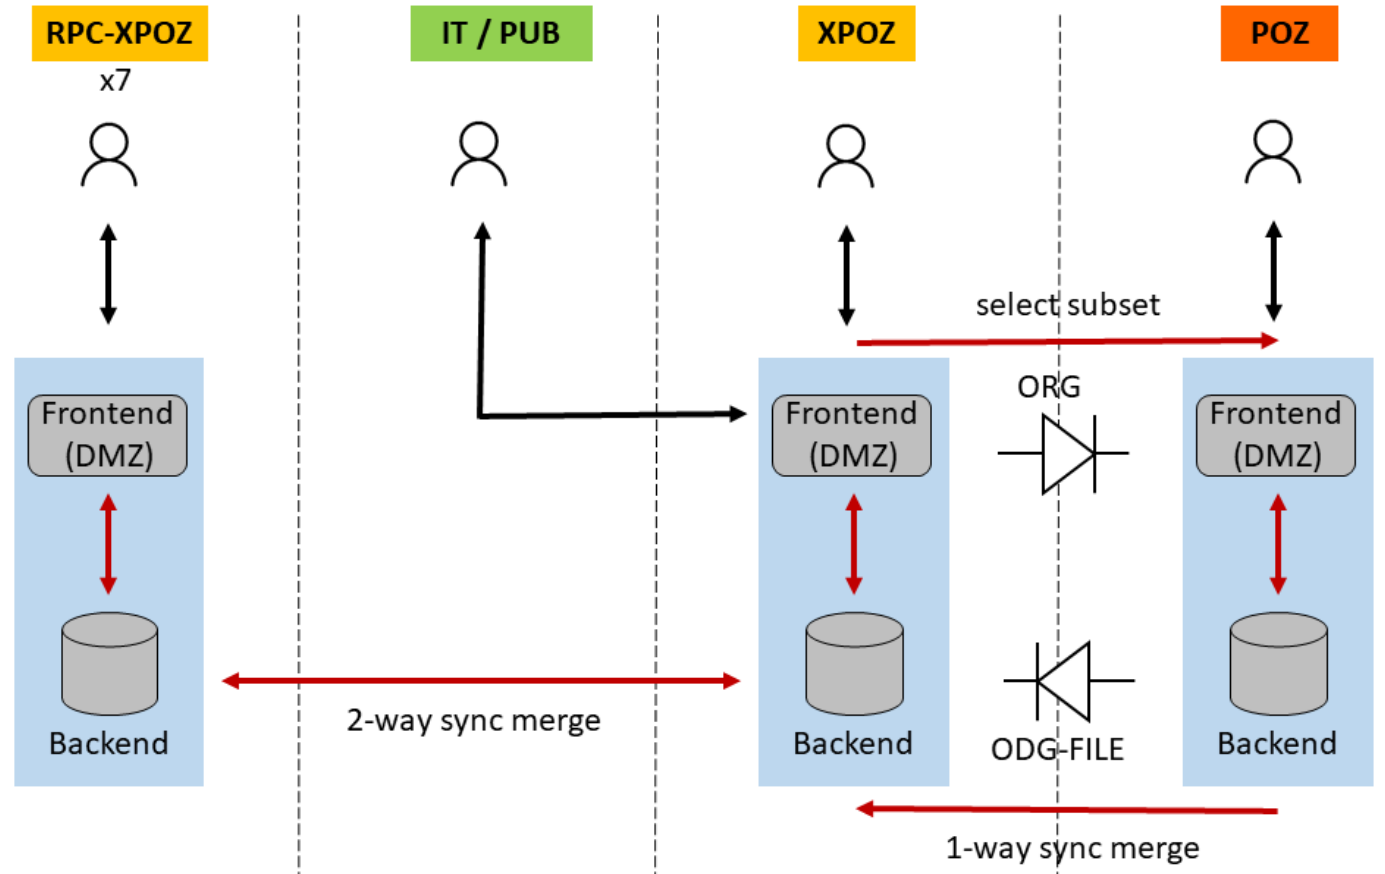 RPC-XPOZ
IT / PUB
XPOZ
POZ
x7
select subset
ORG
Frontend
(DMZ)
Frontend
(DMZ)
Frontend
(DMZ)
2-way sync merge
Backend
Backend
ODG-FILE
Backend
1-way sync merge